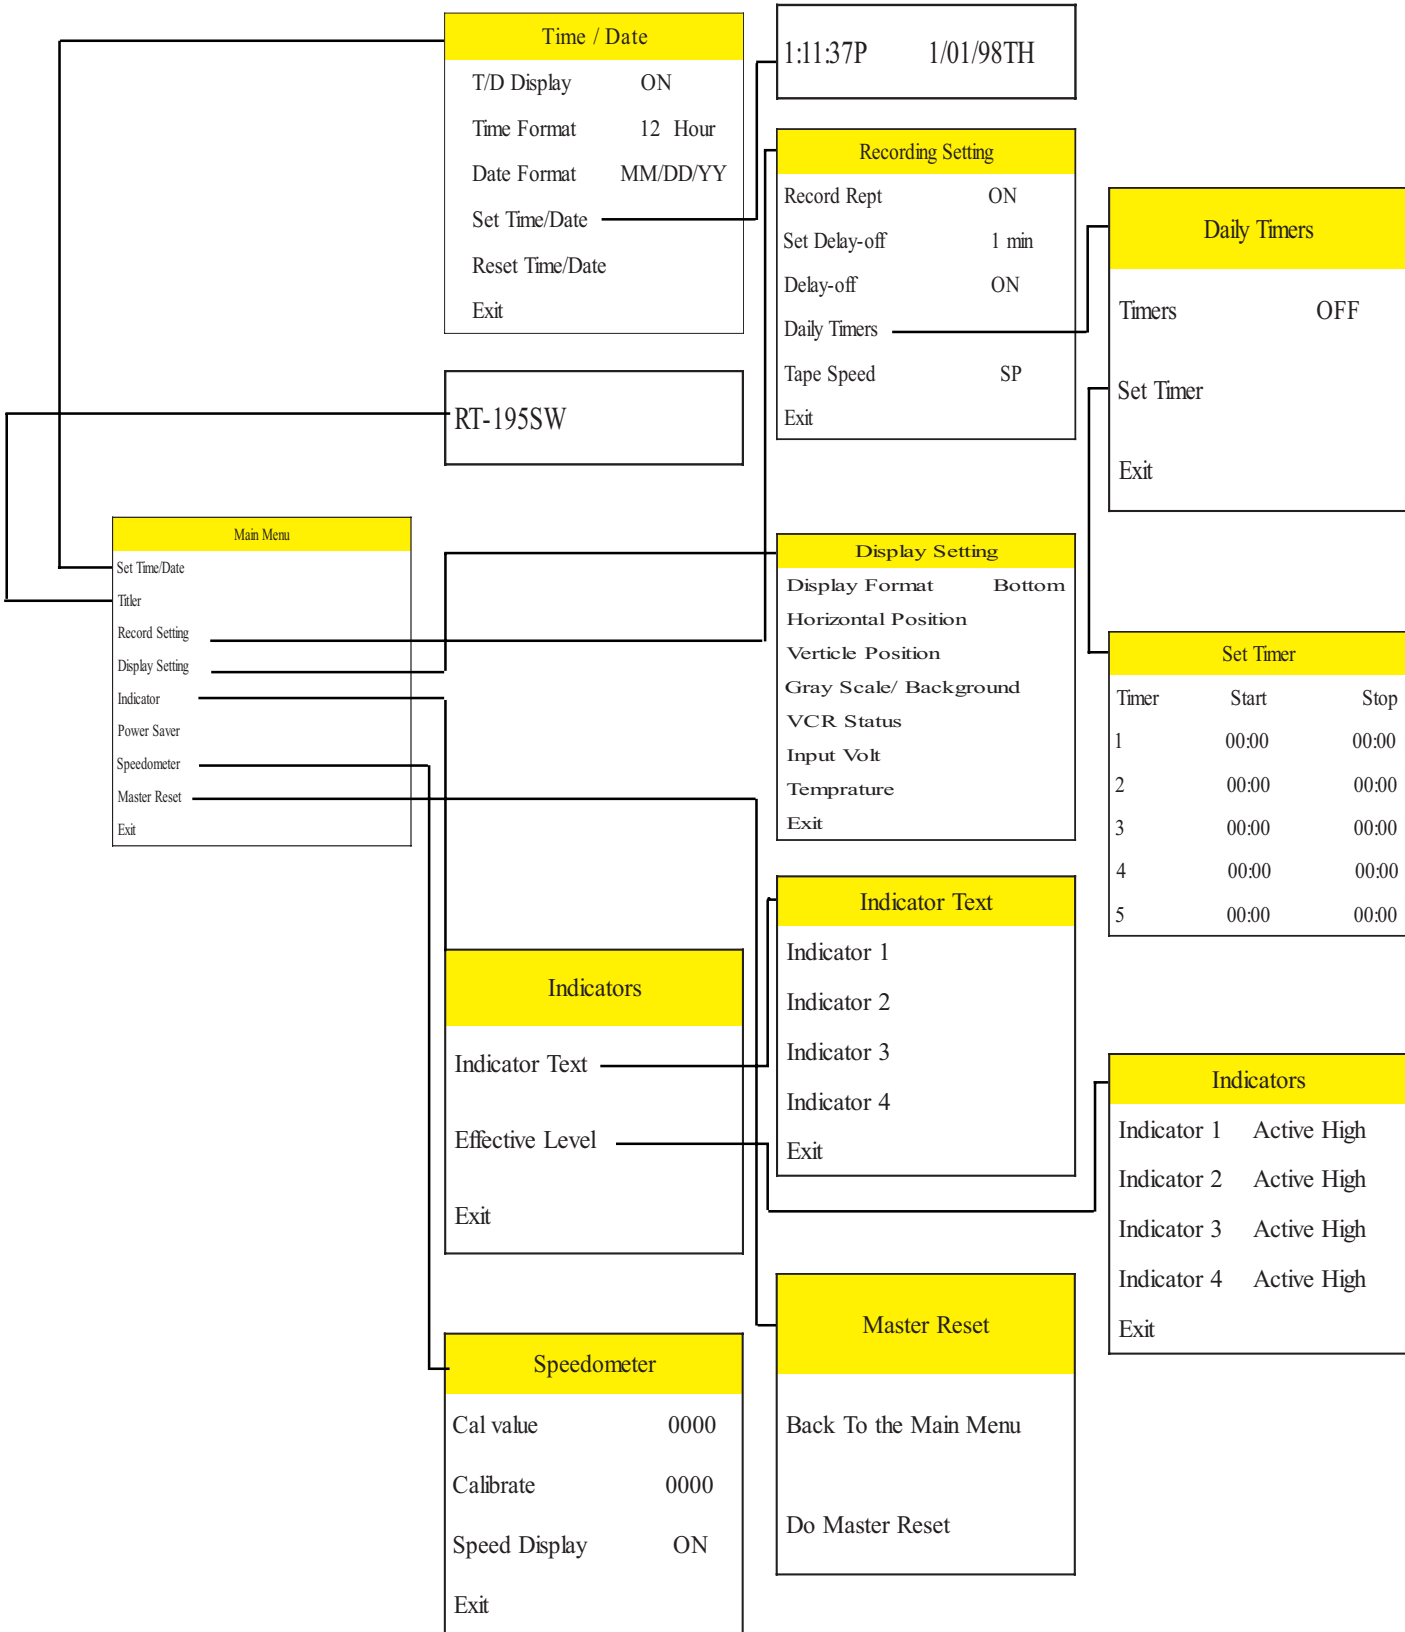 Time / Date
T/D Display ON
Time Format 12 Hour
Date Format MM/DD/YY
Set Time/Date
Reset Time/Date
Exit
1:11:37P 1/01/98TH
Recording Setting
Record Rept ON
Set Delay-off 1 min
Delay-off ON
Daily Timers
Tape Speed SP
Exit
Daily Timers
Timers OFF
Set Timer
Exit
RT-195SW
Main Menu
Set Time/Date
Titler
Record Setting
Display Setting
Indicator
Power Saver
Speedometer
Master Reset
Exit
Display Setting
Display Format Bottom
Horizontal Position
Verticle Position
Gray Scale/ Background
VCR Status
Input Volt
Temprature
Exit
Set Timer
Timer Start Stop
1 00:00 00:00
2 00:00 00:00
3 00:00 00:00
4 00:00 00:00
5 00:00 00:00
Indicators
Indicator Text
Effective Level
Exit
Indicator Text
Indicator 1
Indicator 2
Indicator 3
Indicator 4
Exit
Indicators
Indicator 1 Active High
Indicator 2 Active High
Indicator 3 Active High
Indicator 4 Active High
Exit
Speedometer
Cal value 0000
Calibrate 0000
Speed Display ON
Exit
Master Reset
Back To the Main Menu
Do Master Reset